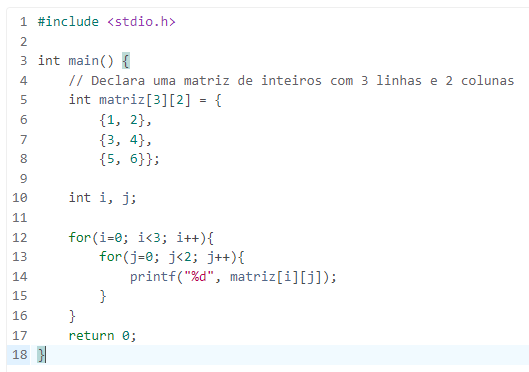 1 #include <stdio.h>
2
3 int main() {
4     // Declara uma matriz de inteiros com 3 linhas e 2 colunas
5     int matriz[3][2] = {
6         {1, 2},
7         {3, 4},
8         {5, 6}};
9
10     int i, j;
11
12     for(i=0; i<3; i++){
13         for(j=0; j<2; j++){
14             printf("%d", matriz[i][j]);
15         }
16     }
17     return 0;
18 }